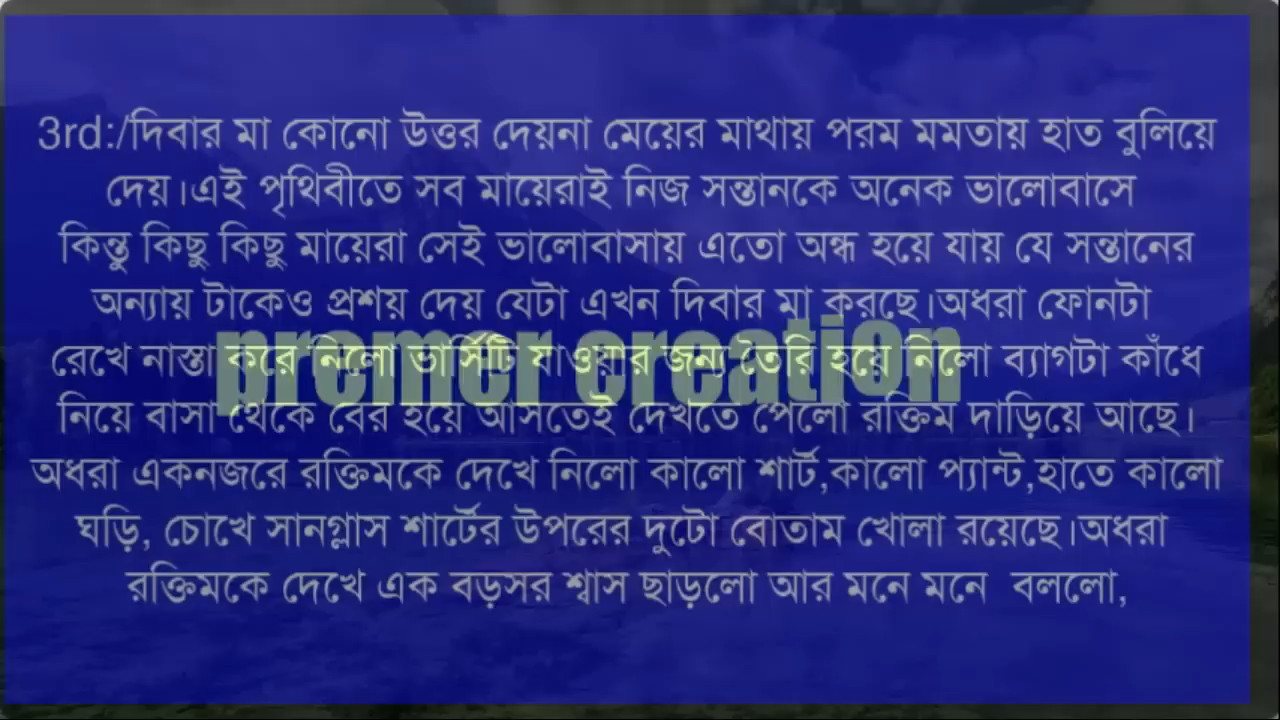 3rd:/দিবার মা কোনো উত্তর দেয়না মেয়ের মাথায় পরম মমতায় হাত বুলিয়ে
দেয়।এই পৃথিবীতে সব মায়েরাই নিজ সন্তানকে অনেক ভালোবাসে
কিন্তু কিছু কিছু মায়েরা সেই ভালোবাসায় এতো অন্ধ হয়ে যায় যে সন্তানের
অন্যায় টাকেও প্রশয় দেয় যেটা এখন দিবার মা করছে।অধরা ফোনটা
রেখে নাস্তা করে নিলো ভার্সিটি যাওয়ার জন্য তৈরি হয়ে নিলো ব্যাগটা কাঁধে
premer creation
নিয়ে বাসা থেকে বের হয়ে আসতেই দেখতে পেলো রক্তিম দাড়িয়ে আছে।
অধরা একনজরে রক্তিমকে দেখে নিলো কালো শার্ট,কালো প্যান্ট,হাতে কালো
ঘড়ি, চোখে সানগ্লাস শার্টের উপরের দুটো বোতাম খোলা রয়েছে।অধরা
রক্তিমকে দেখে এক বড়সর শ্বাস ছাড়লো আর মনে মনে বললো,